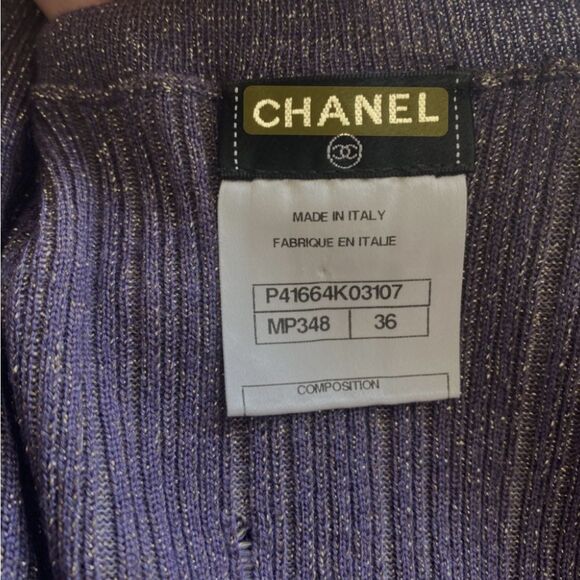 CHANEL
MADE IN ITALY
FABRIQUE EN ITALIE
P41664K03107
MP348 36
COMPOSITION